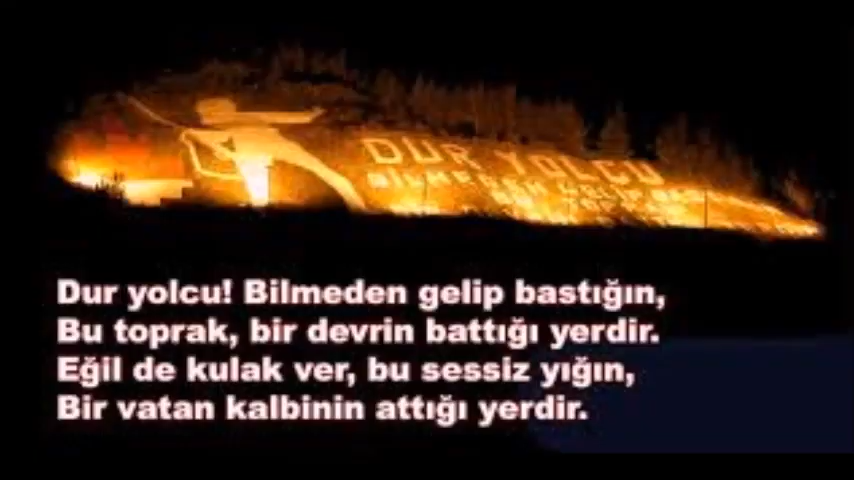 DUR YOLCU
Dur yolcu! Bilmeden gelip bastığın,
Bu toprak, bir devrin battığı yerdir.
Eğil de kulak ver, bu sessiz yığın,
Bir vatan kalbinin attığı yerdir.